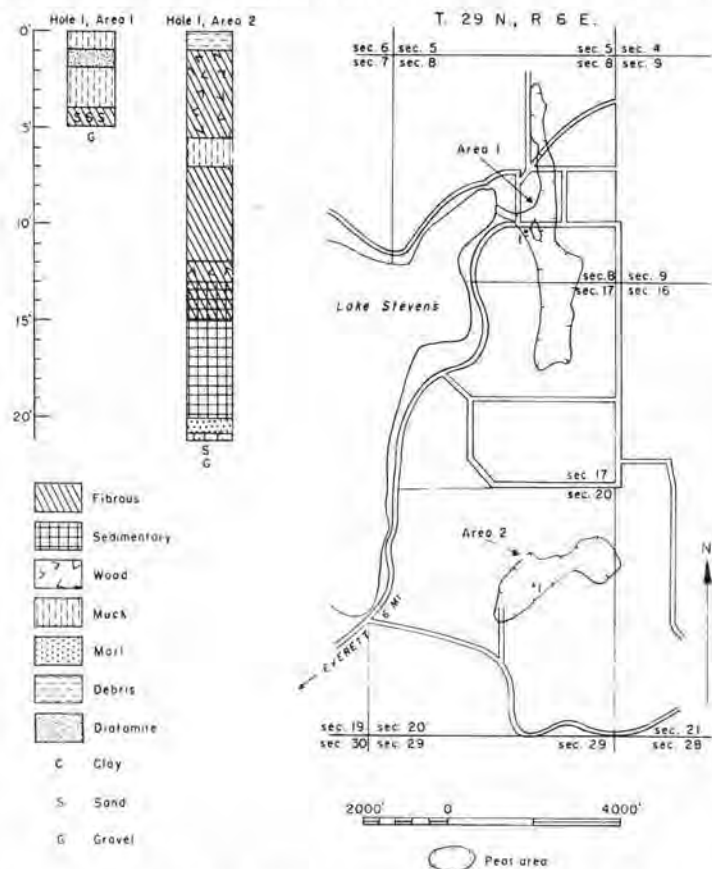 Hole 1, Area 1
Hole 1, Area 2
0'
5'
10'
15'
20'
S G S
G
S
G
Fibrous
Sedimentary
Wood
Muck
Marl
Debris
Diatomite
C Clay
S Sand
G Gravel
T. 29 N., R 6 E.
sec. 6 sec. 5
sec. 7 sec. 8
sec. 5 sec. 4
sec. 8 sec. 9
Area 1
1
sec. 8 sec. 9
sec. 17 sec. 16
Lake Stevens
sec. 17
sec. 20
Area 2
1
N
EVERETT 6 MI
sec. 19 sec. 20
sec. 30 sec. 29
sec. 21
sec. 29 sec. 28
2000' 0 4000'
Peat area